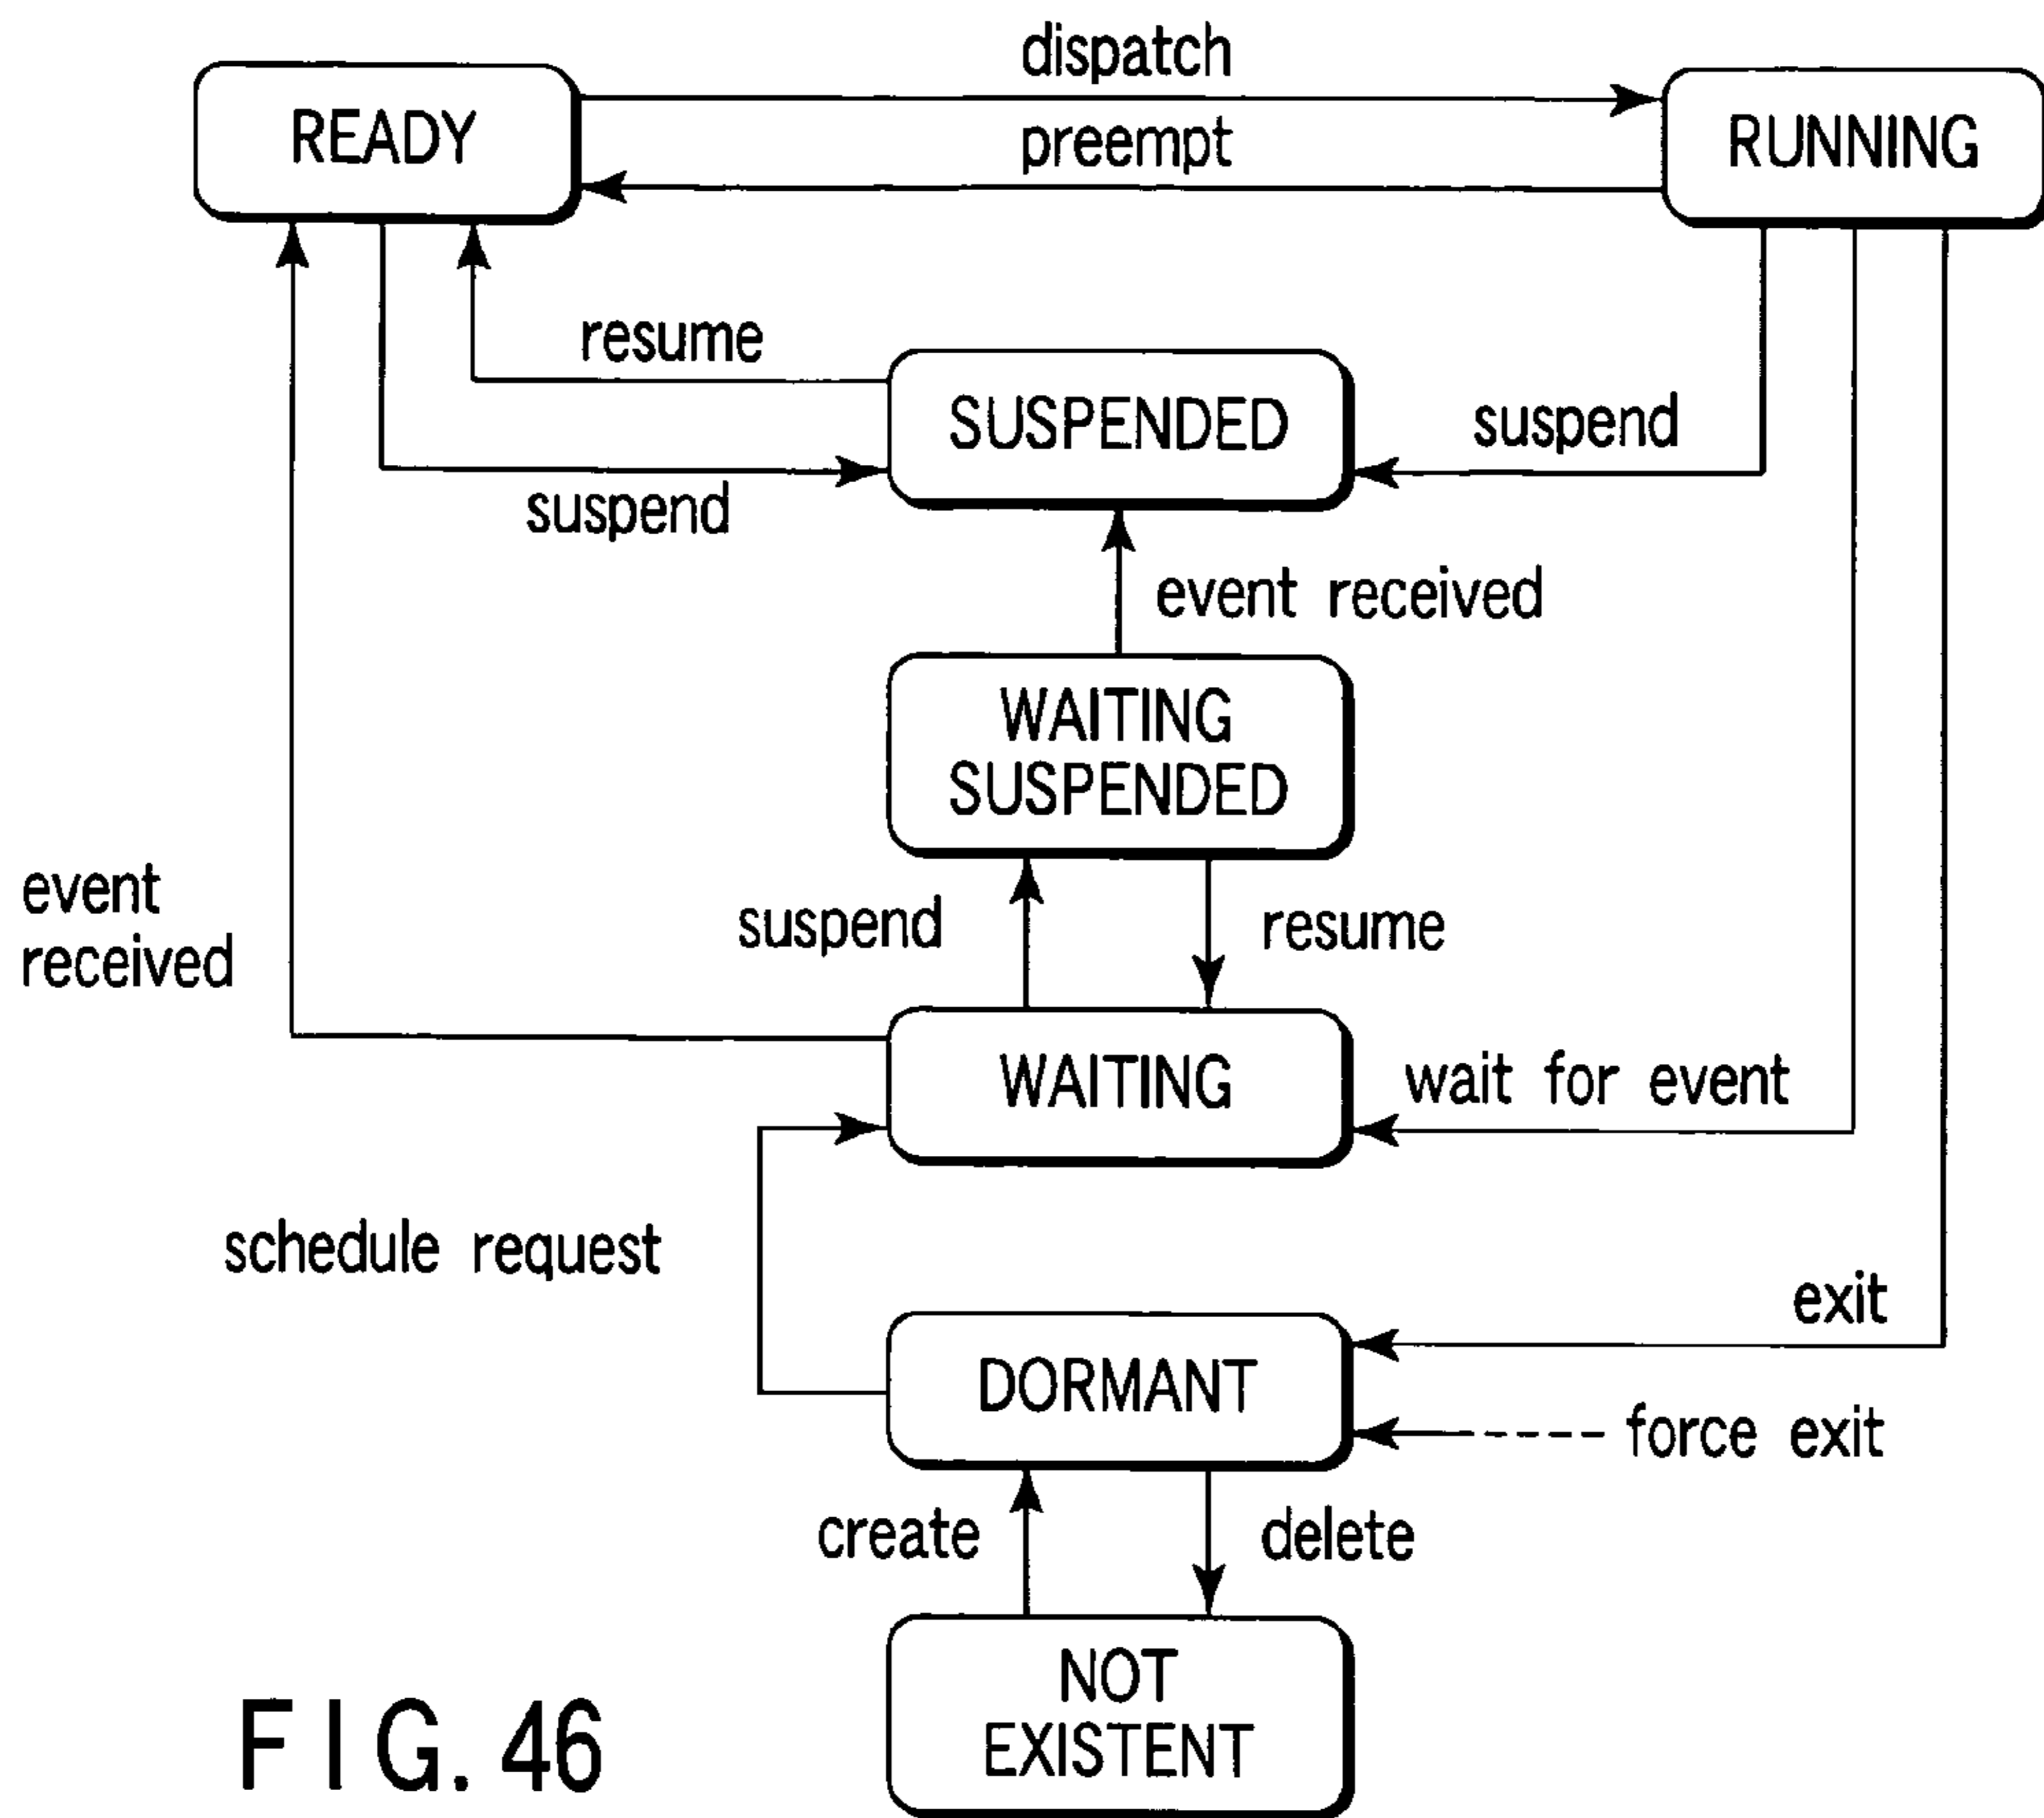 dispatch
READY
preempt
RUNNING
resume
SUSPENDED
suspend
suspend
event received
WAITING
SUSPENDED
event
received
suspend
resume
WAITING
wait for event
schedule request
exit
DORMANT
force exit
create
delete
NOT
EXISTENT
FIG. 46